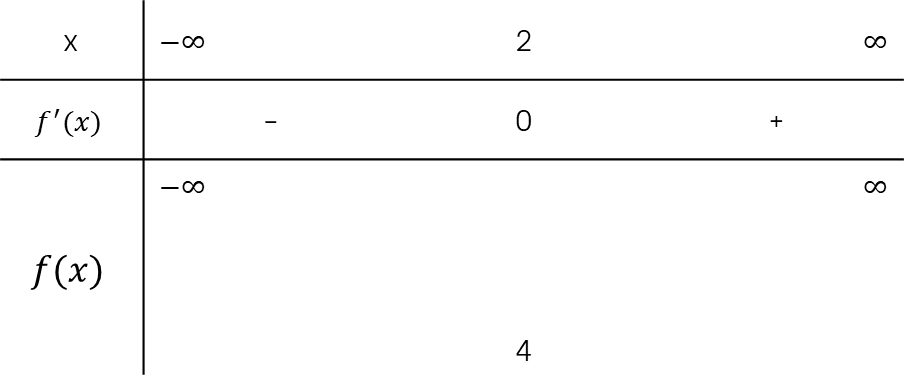 x −∞ 2 ∞
f′(x) – 0 +
−∞ ∞
f(x)
4